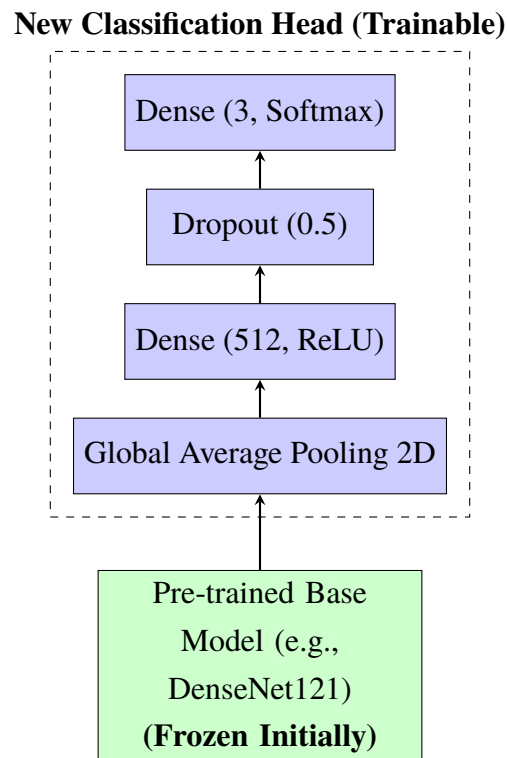 New Classification Head (Trainable)
Dense (3, Softmax)
Dropout (0.5)
Dense (512, ReLU)
Global Average Pooling 2D
Pre-trained Base
Model (e.g.,
DenseNet121)
(Frozen Initially)